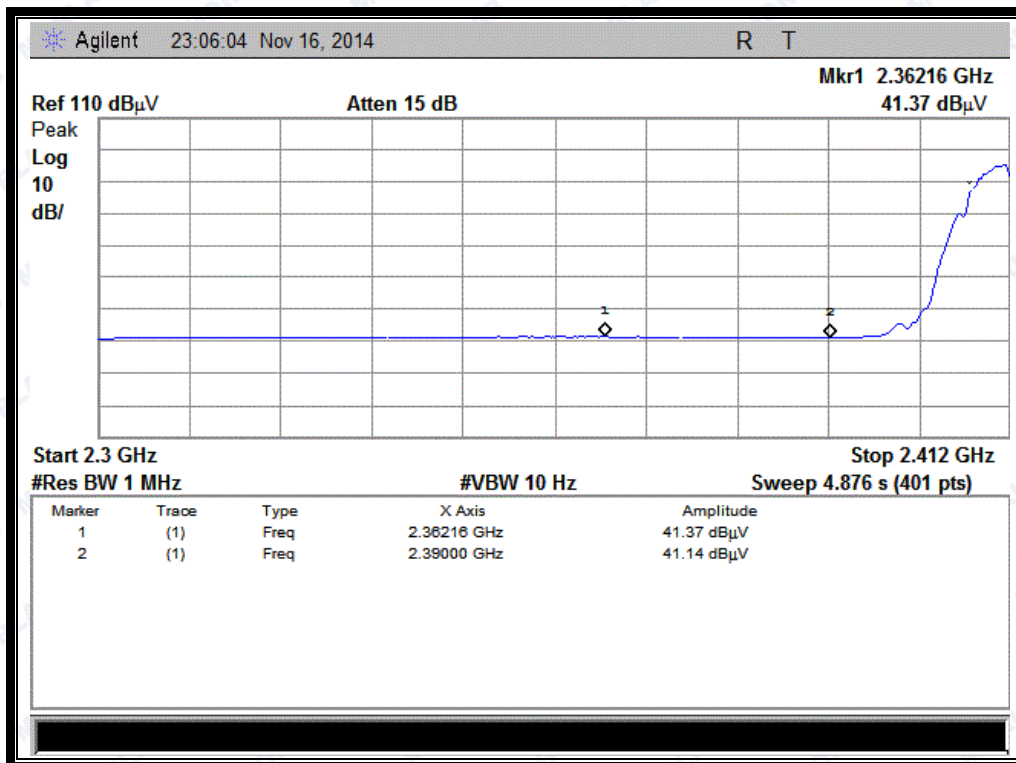 Agilent 23:06:04 Nov 16, 2014 R T
Mkr1 2.36216 GHz
Ref 110 dBμV Atten 15 dB 41.37 dBμV
Peak
Log
10
dB/
1
2
Start 2.3 GHz Stop 2.412 GHz
#Res BW 1 MHz #VBW 10 Hz Sweep 4.876 s (401 pts)
Marker Trace Type X Axis Amplitude
1 (1) Freq 2.36216 GHz 41.37 dBμV
2 (1) Freq 2.39000 GHz 41.14 dBμV